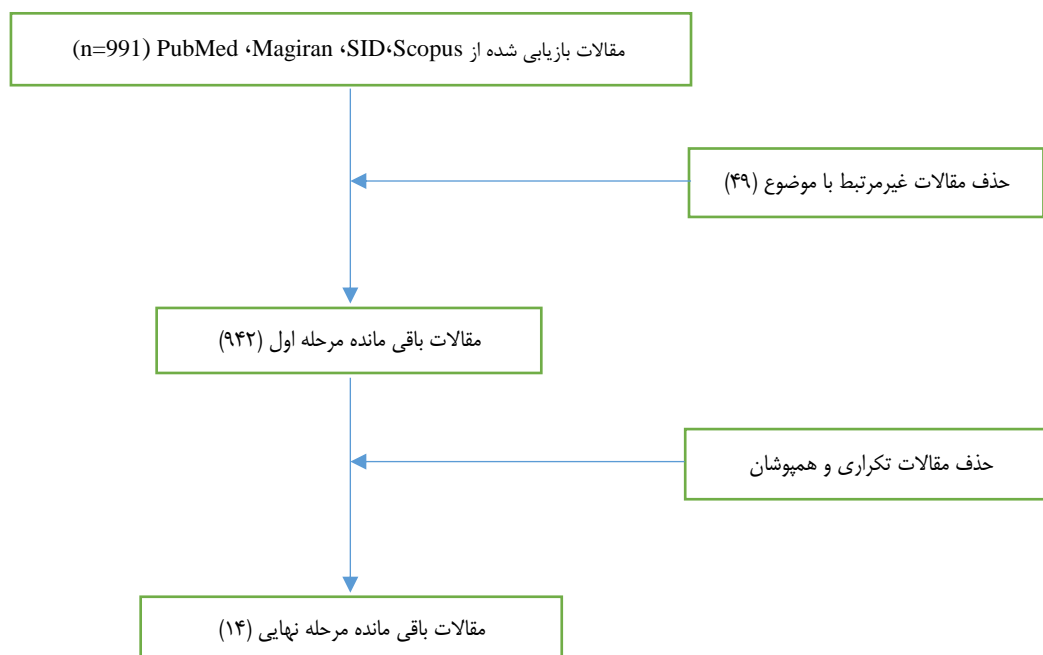 مقالات بازیابی شده از PubMed ،Magiran ،SID،Scopus (n=991)
حذف مقالات غیرمرتبط با موضوع (۴۹)
مقالات باقی مانده مرحله اول (۹۴۲)
حذف مقالات تکراری و همپوشان
مقالات باقی مانده مرحله نهایی (۱۴)